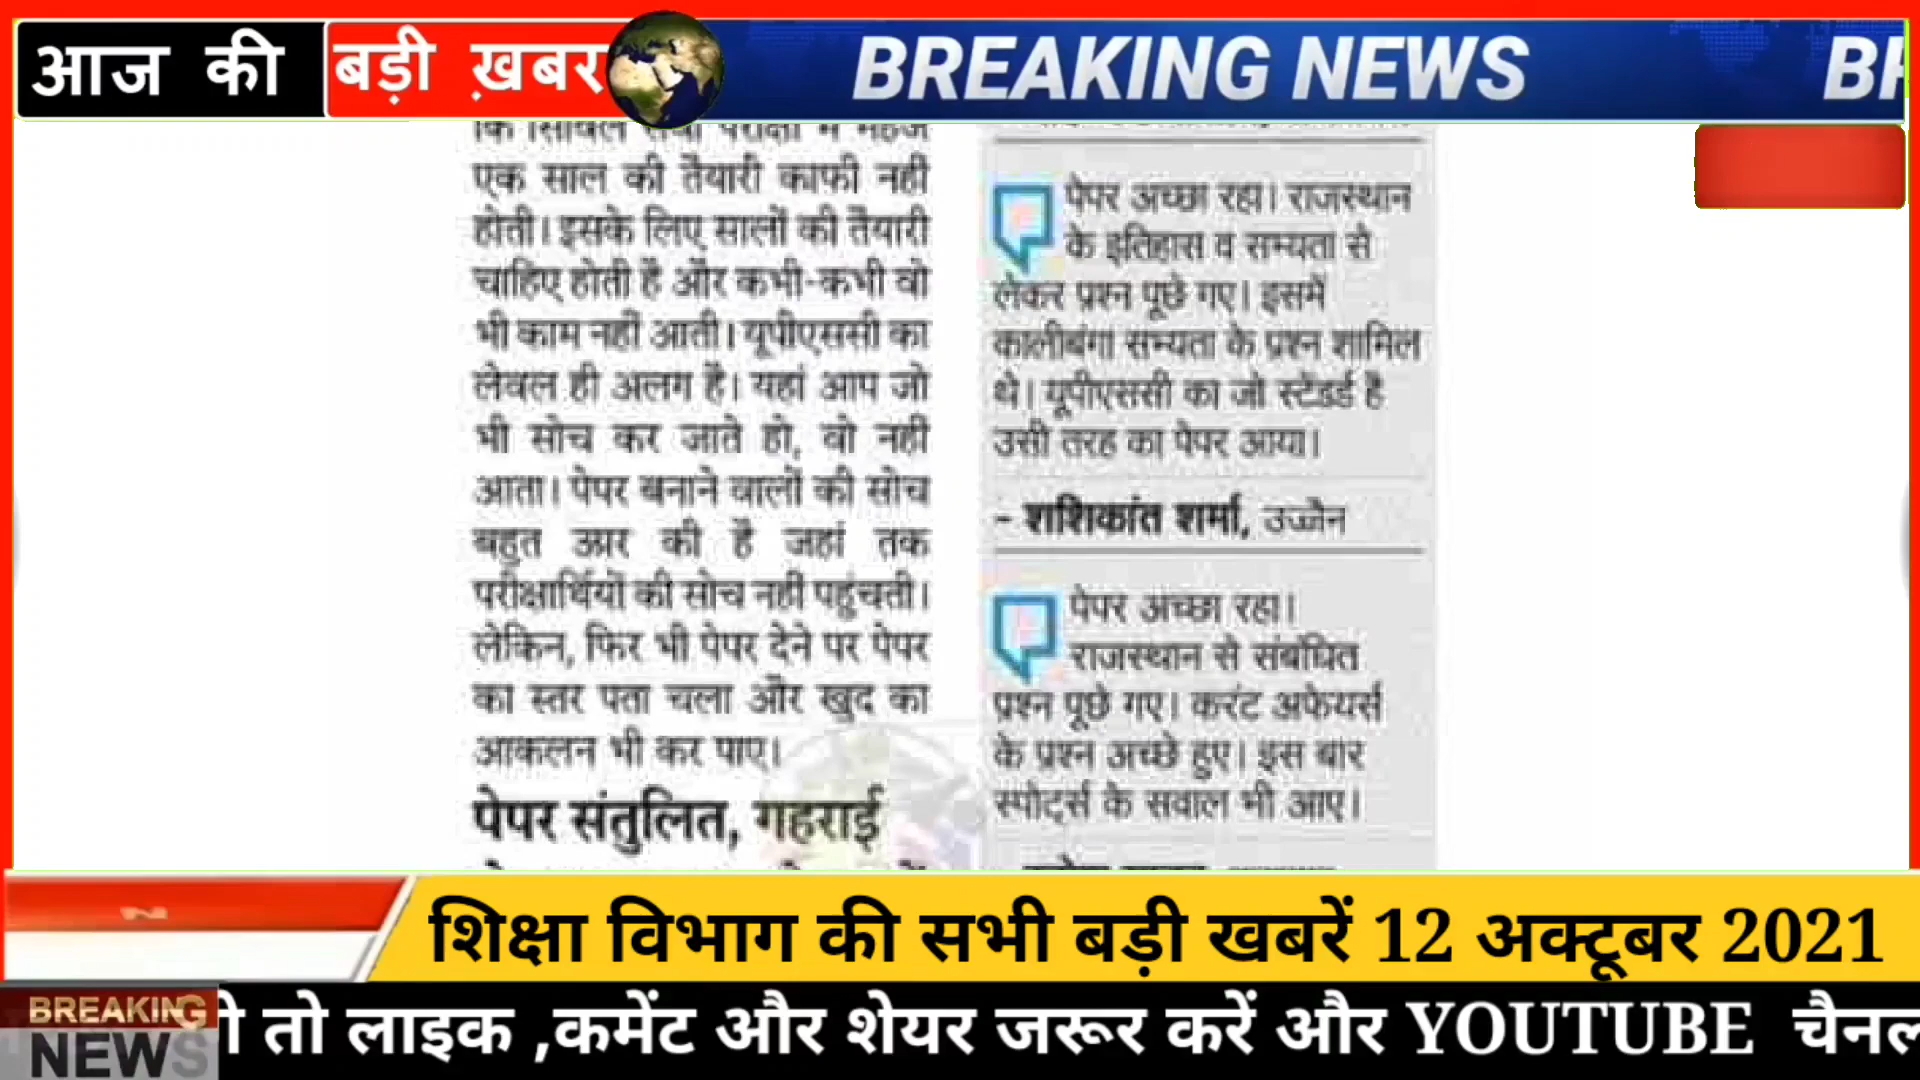 आज की बड़ी ख़बर
BREAKING NEWS
एक साल की तैयारी काफी नहीं
होती। इसके लिए सालों की तैयारी
चाहिए होती है और कभी-कभी वो
भी काम नहीं आती। यूपीएससी का
लेवल ही अलग है। यहां आप जो
भी सोच कर जाते हो, वो नहीं
आता। पेपर बनाने वालों की सोच
बहुत ऊपर की है जहां तक
परीक्षार्थियों की सोच नहीं पहुंचती।
लेकिन, फिर भी पेपर देने पर पेपर
का स्तर पता चला और खुद का
आकलन भी कर पाए।
पेपर संतुलित, गहराई
पेपर अच्छा रहा। राजस्थान
के इतिहास व सभ्यता से
लेकर प्रश्न पूछे गए। इसमें
कालीबंगा सभ्यता के प्रश्न शामिल
थे। यूपीएससी का जो स्टेंडर्ड है
उसी तरह का पेपर आया।
- शशिकांत शर्मा, उज्जैन
पेपर अच्छा रहा।
राजस्थान से संबंधित
प्रश्न पूछे गए। करंट अफेयर्स
के प्रश्न अच्छे हुए। इस बार
स्पोर्ट्स के सवाल भी आए।
शिक्षा विभाग की सभी बड़ी खबरें 12 अक्टूबर 2021
BREAKING
NEWS
तो लाइक ,कमेंट और शेयर जरूर करें और YOUTUBE चैनल